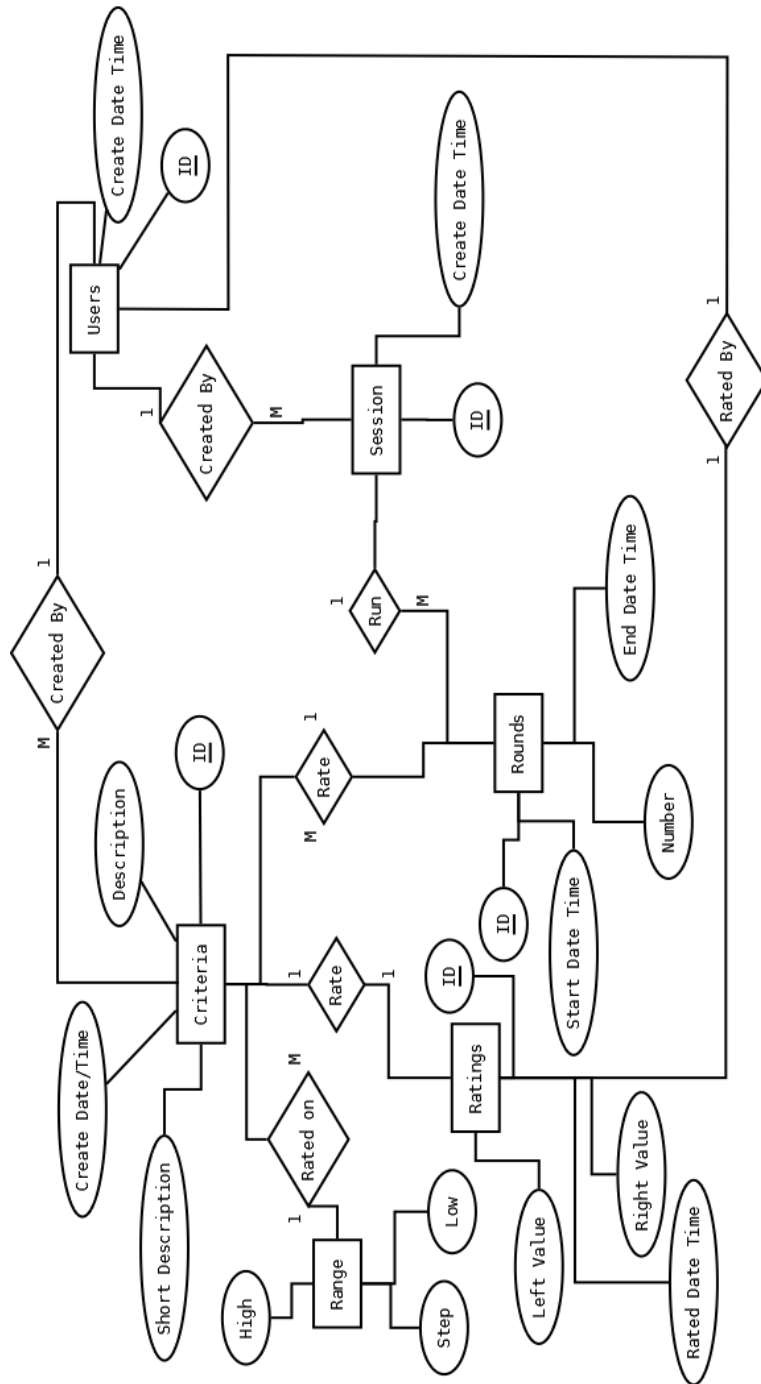 M
Created By
1
Create Date/Time
Users
Description
Create Date Time
1
Short Description
ID
Criteria
ID
Created By
High
M
1
M
1
Rated on
M
1
Rate
Rate
Range
1
Run
Session
1
M
Step
Low
ID
Create Date Time
Ratings
ID
ID
Rounds
Left Value
Start Date Time
End Date Time
Right Value
Number
Rated Date Time
1
Rated By
1